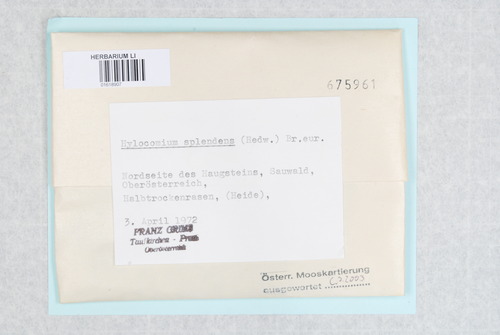 HERBARIUM LI
675961
Hylocomium splendens (Hedw.) Br.eur.
Nordseite des Haugsteins, Sauwald,
Oberösterreich,
Halbtrockenrasen, (Heide),
3. April 1972
FRANZ GRIMS
Taufkirchen - Pram
Oberösterreich
Österr. Mooskartierung
ausgewertet